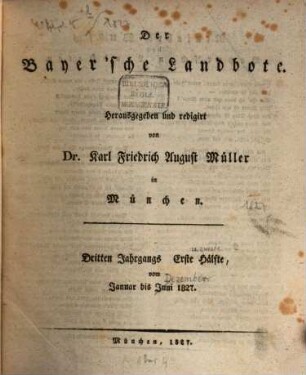 Der
Bayer'sche Landbote.
Herausgegeben und redigirt
von
Dr. Karl Friedrich August Müller
in
München.
Dritten Jahrgangs Erste Hälfte,
vom
Dezember
Januar bis Juni 1827.
München, 1827.